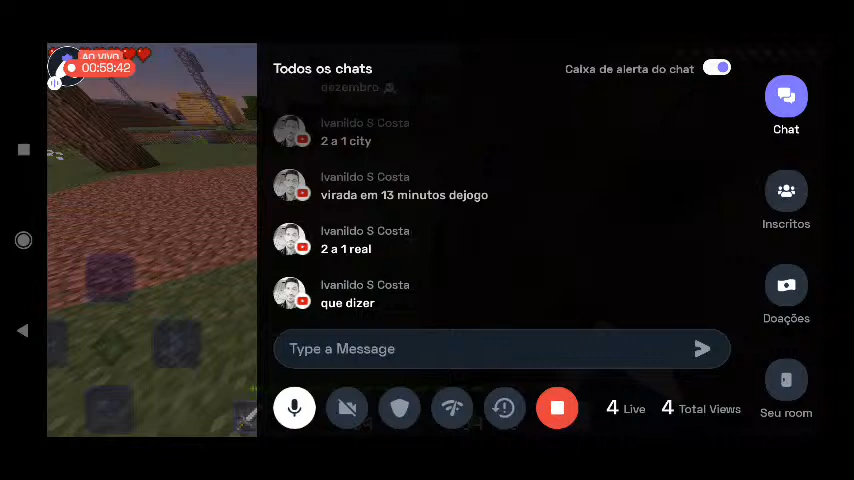 AO VIVO
00:59:42
Todos os chats
Caixa de alerta do chat
dezembro
Ivanildo S Costa
2 a 1 city
Ivanildo S Costa
virada em 13 minutos dejogo
Ivanildo S Costa
2 a 1 real
Ivanildo S Costa
que dizer
Type a Message
4 Live
4 Total Views
Chat
Inscritos
Doações
Seu room